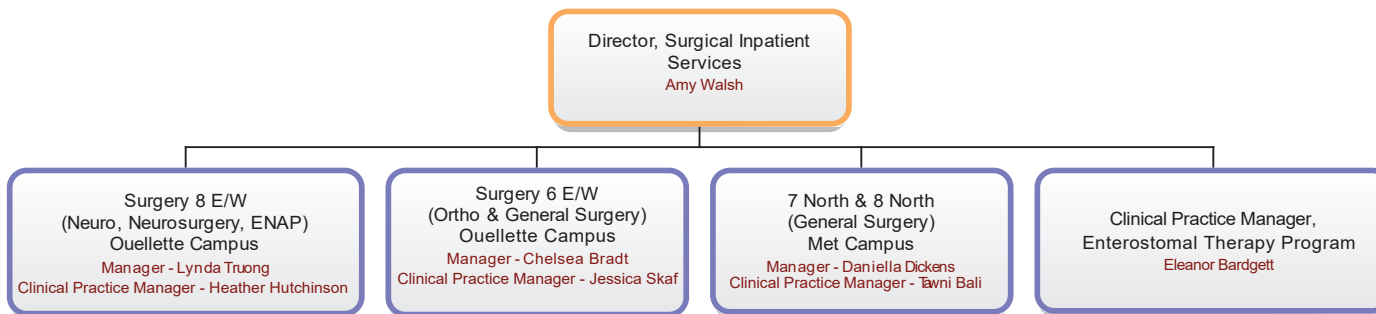 Director, Surgical Inpatient
Services
Amy Walsh
Surgery 8 E/W
(Neuro, Neurosurgery, ENAP)
Ouellette Campus
Manager - Lynda Truong
Clinical Practice Manager - Heather Hutchinson
Surgery 6 E/W
(Ortho & General Surgery)
Ouellette Campus
Manager - Chelsea Bradt
Clinical Practice Manager - Jessica Skaf
7 North & 8 North
(General Surgery)
Met Campus
Manager - Daniella Dickens
Clinical Practice Manager - Tawni Bali
Clinical Practice Manager,
Enterostomal Therapy Program
Eleanor Bardgett